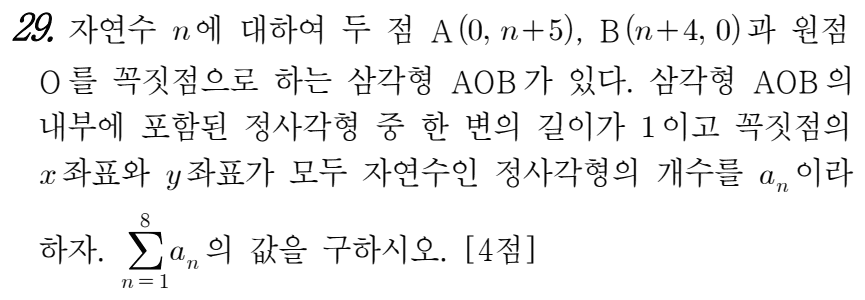 29. 자연수 n에 대하여 두 점 A(0, n+5), B(n+4, 0)과 원점
O를 꼭짓점으로 하는 삼각형 AOB가 있다. 삼각형 AOB의
내부에 포함된 정사각형 중 한 변의 길이가 1이고 꼭짓점의
x좌표와 y좌표가 모두 자연수인 정사각형의 개수를 aₙ이라
하자. \sum_{n=1}^{8} aₙ의 값을 구하시오. [4점]